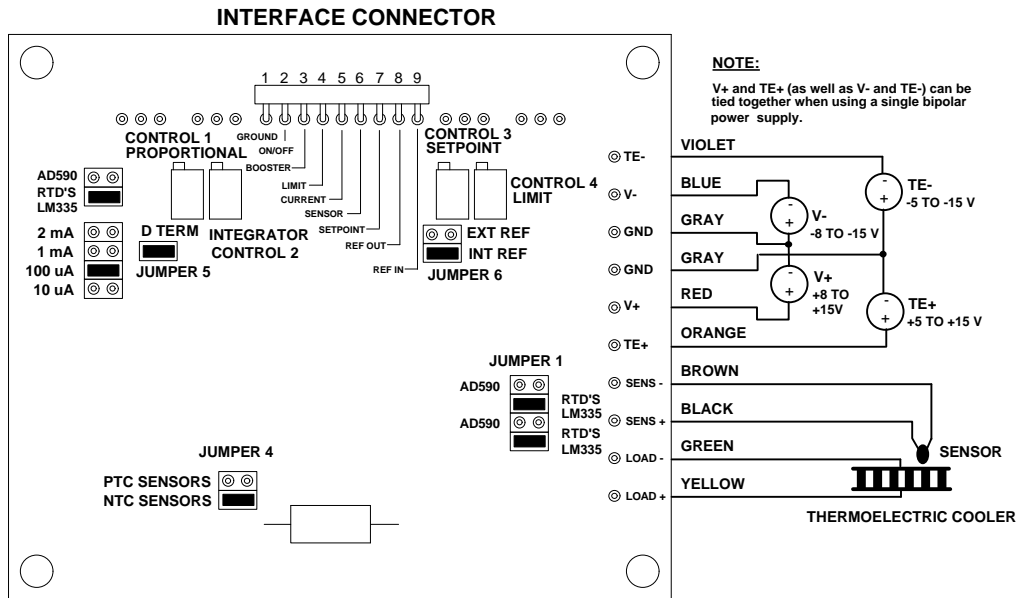 INTERFACE CONNECTOR
1 2 3 4 5 6 7 8 9
GROUND
ON/OFF
BOOSTER
LIMIT
CURRENT
SENSOR
SETPOINT
REF OUT
REF IN
CONTROL 1
PROPORTIONAL
CONTROL 3
SETPOINT
CONTROL 4
LIMIT
AD590
RTD'S
LM335
2 mA
1 mA
100 uA
10 uA
D TERM
JUMPER 5
INTEGRATOR
CONTROL 2
EXT REF
INT REF
JUMPER 6
TE-
V-
GND
GND
V+
TE+
SENS -
SENS +
LOAD -
LOAD +
JUMPER 1
AD590
RTD'S
LM335
AD590
RTD'S
LM335
JUMPER 4
PTC SENSORS
NTC SENSORS
NOTE:
V+ and TE+ (as well as V- and TE-) can be
tied together when using a single bipolar
power supply.
VIOLET
BLUE
GRAY
GRAY
RED
ORANGE
BROWN
BLACK
GREEN
YELLOW
-
+
V-
-8 TO -15 V
-
+
TE-
-5 TO -15 V
-
+
V+
+8 TO
+15V
-
+
TE+
+5 TO +15 V
SENSOR
THERMOELECTRIC COOLER